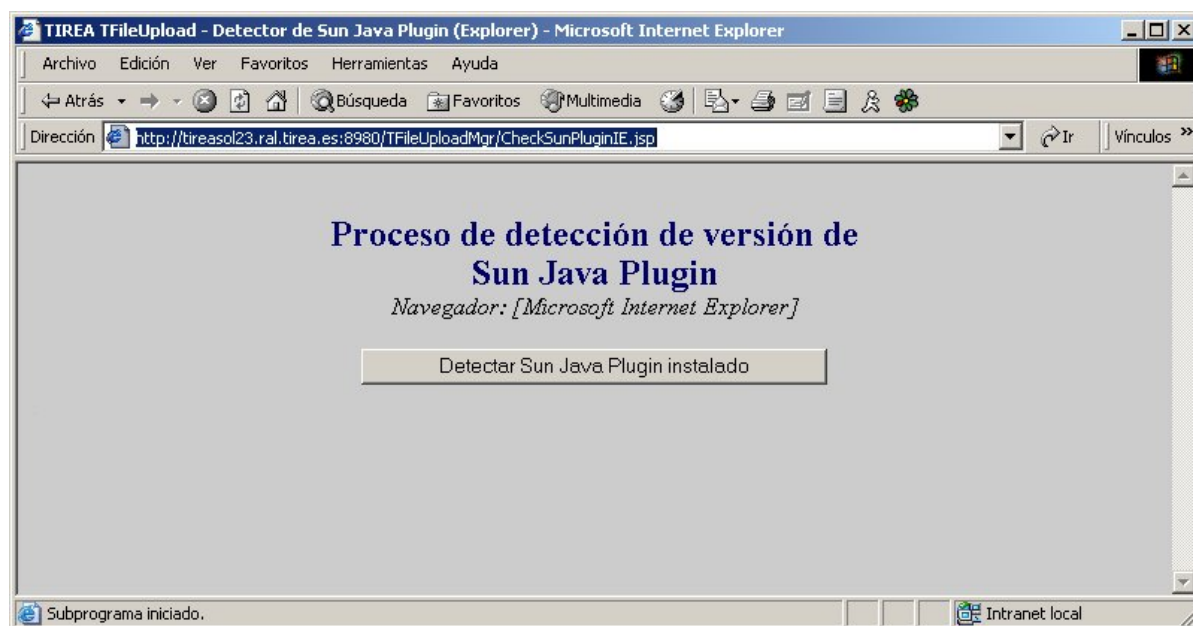 TIREA TFileUpload - Detector de Sun Java Plugin (Explorer) - Microsoft Internet Explorer
Archivo Edición Ver Favoritos Herramientas Ayuda
Atrás Búsqueda Favoritos Multimedia
Dirección http://tireasol23.ral.tirea.es:8980/TFileUploadMgr/CheckSunPluginIE.jsp Ir Vínculos »
Proceso de detección de versión de
Sun Java Plugin
Navegador: [Microsoft Internet Explorer]
Detectar Sun Java Plugin instalado
Subprograma iniciado. Intranet local